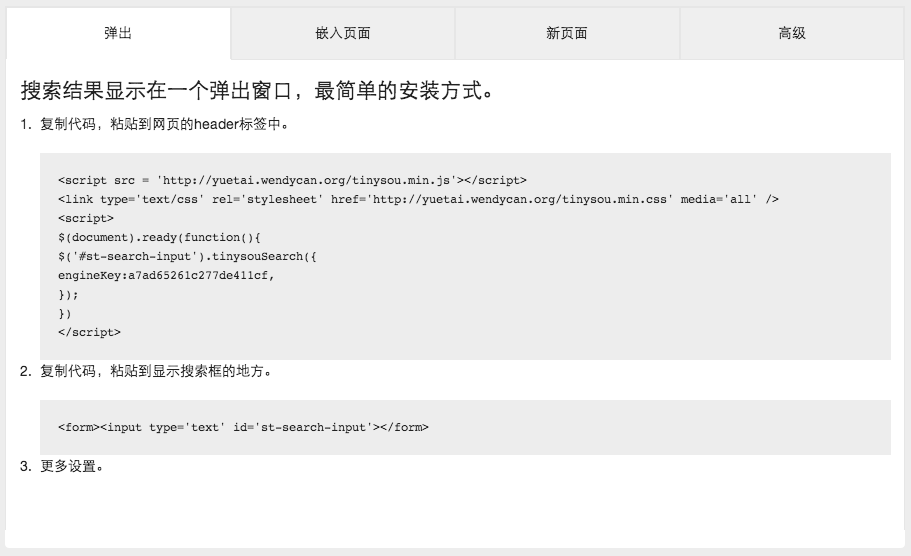 弹出
嵌入页面
新页面
高级
搜索结果显示在一个弹出窗口，最简单的安装方式。
1. 复制代码，粘贴到网页的header标签中。
<script src = 'http://yuetai.wendycan.org/tinysou.min.js'></script>
<link type='text/css' rel='stylesheet' href='http://yuetai.wendycan.org/tinysou.min.css' media='all' />
<script>
$(document).ready(function(){
$('#st-search-input').tinysouSearch({
engineKey:a7ad65261c277de411cf,
});
})
</script>
2. 复制代码，粘贴到显示搜索框的地方。
<form><input type='text' id='st-search-input'></form>
3. 更多设置。